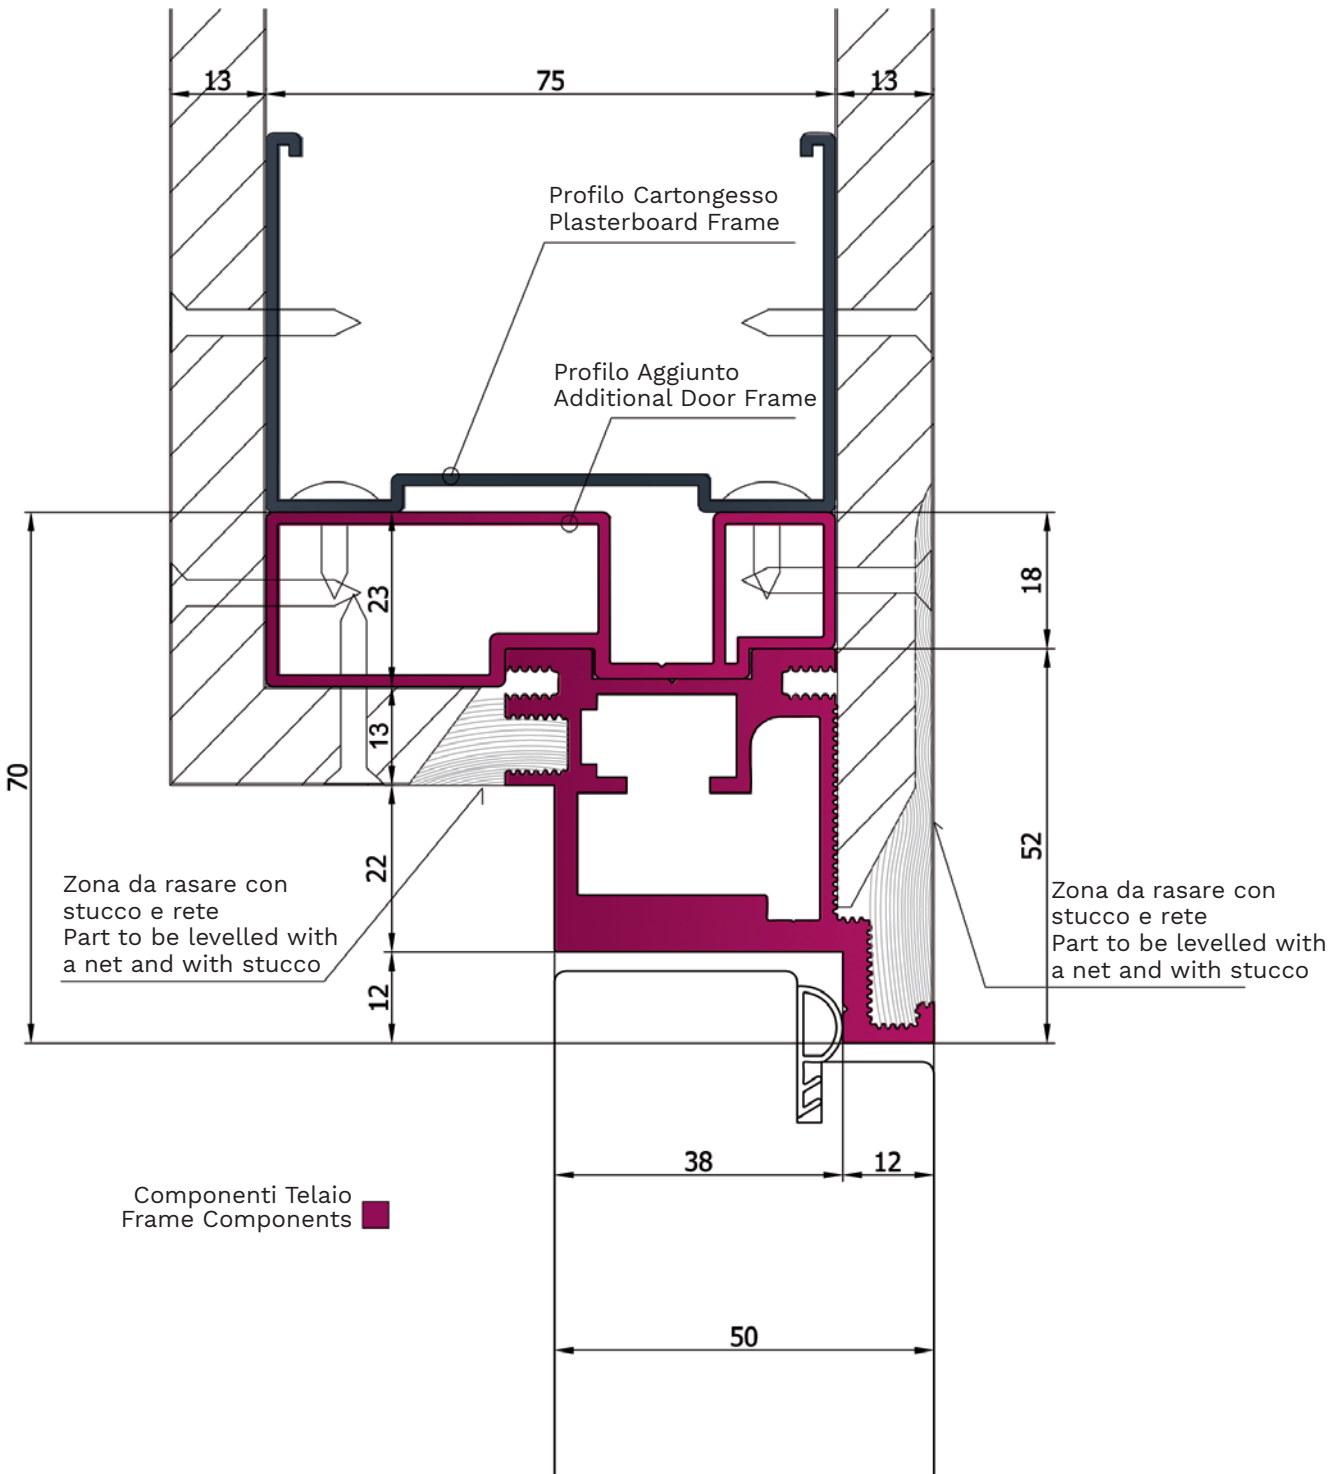 13
75
13
Profilo Cartongesso
Plasterboard Frame
Profilo Aggiunto
Additional Door Frame
23
18
13
70
22
52
Zona da rasare con
stucco e rete
Part to be levelled with
a net and with stucco
Zona da rasare con
stucco e rete
Part to be levelled with
a net and with stucco
12
38
12
Componenti Telaio
Frame Components
50